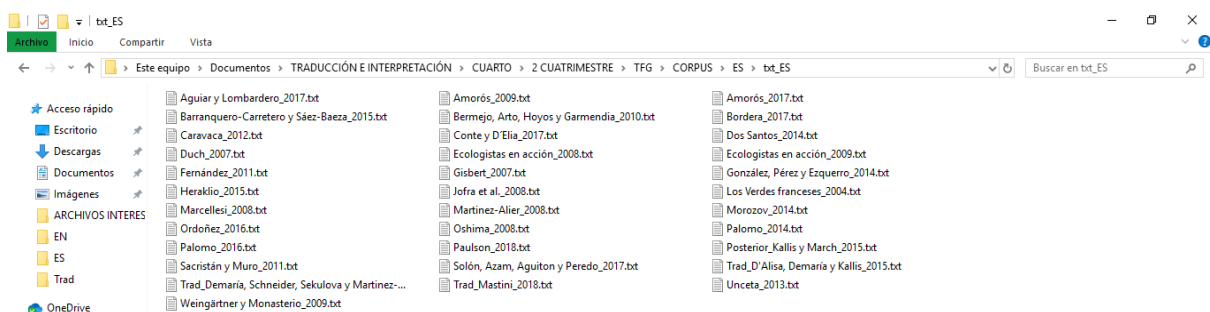 txt_ES
Archivo Inicio Compartir Vista
Este equipo > Documentos > TRADUCCIÓN E INTERPRETACIÓN > CUARTO > 2 CUATRIMESTRE > TFG > CORPUS > ES > txt_ES Buscar en txt_ES
Acceso rápido
Escritorio
Descargas
Documentos
Imágenes
ARCHIVOS INTERES
EN
ES
Trad
OneDrive
Aguiar y Lombardero_2017.txt Amorós_2009.txt Amorós_2017.txt
Barranquero-Carretero y Sáez-Baeza_2015.txt Bermejo, Arto, Hoyos y Garmendia_2010.txt Bordera_2017.txt
Caravaca_2012.txt Conte y D'Elia_2017.txt Dos Santos_2014.txt
Duch_2007.txt Ecologistas en acción_2008.txt Ecologistas en acción_2009.txt
Fernández_2011.txt Gisbert_2007.txt González, Pérez y Ezquerro_2014.txt
Heraklio_2015.txt Jofra et al._2008.txt Los Verdes franceses_2004.txt
Marcellesi_2008.txt Martinez-Alier_2008.txt Morozov_2014.txt
Ordoñez_2016.txt Oshima_2008.txt Palomo_2014.txt
Palomo_2016.txt Paulson_2018.txt Posterior_Kallis y March_2015.txt
Sacristán y Muro_2011.txt Solón, Azam, Aguiton y Peredo_2017.txt Trad_D'Alisa, Demaría y Kallis_2015.txt
Trad_Demaría, Schneider, Sekulova y Martinez-... Trad_Mastini_2018.txt Unceta_2013.txt
Weingärtner y Monasterio_2009.txt